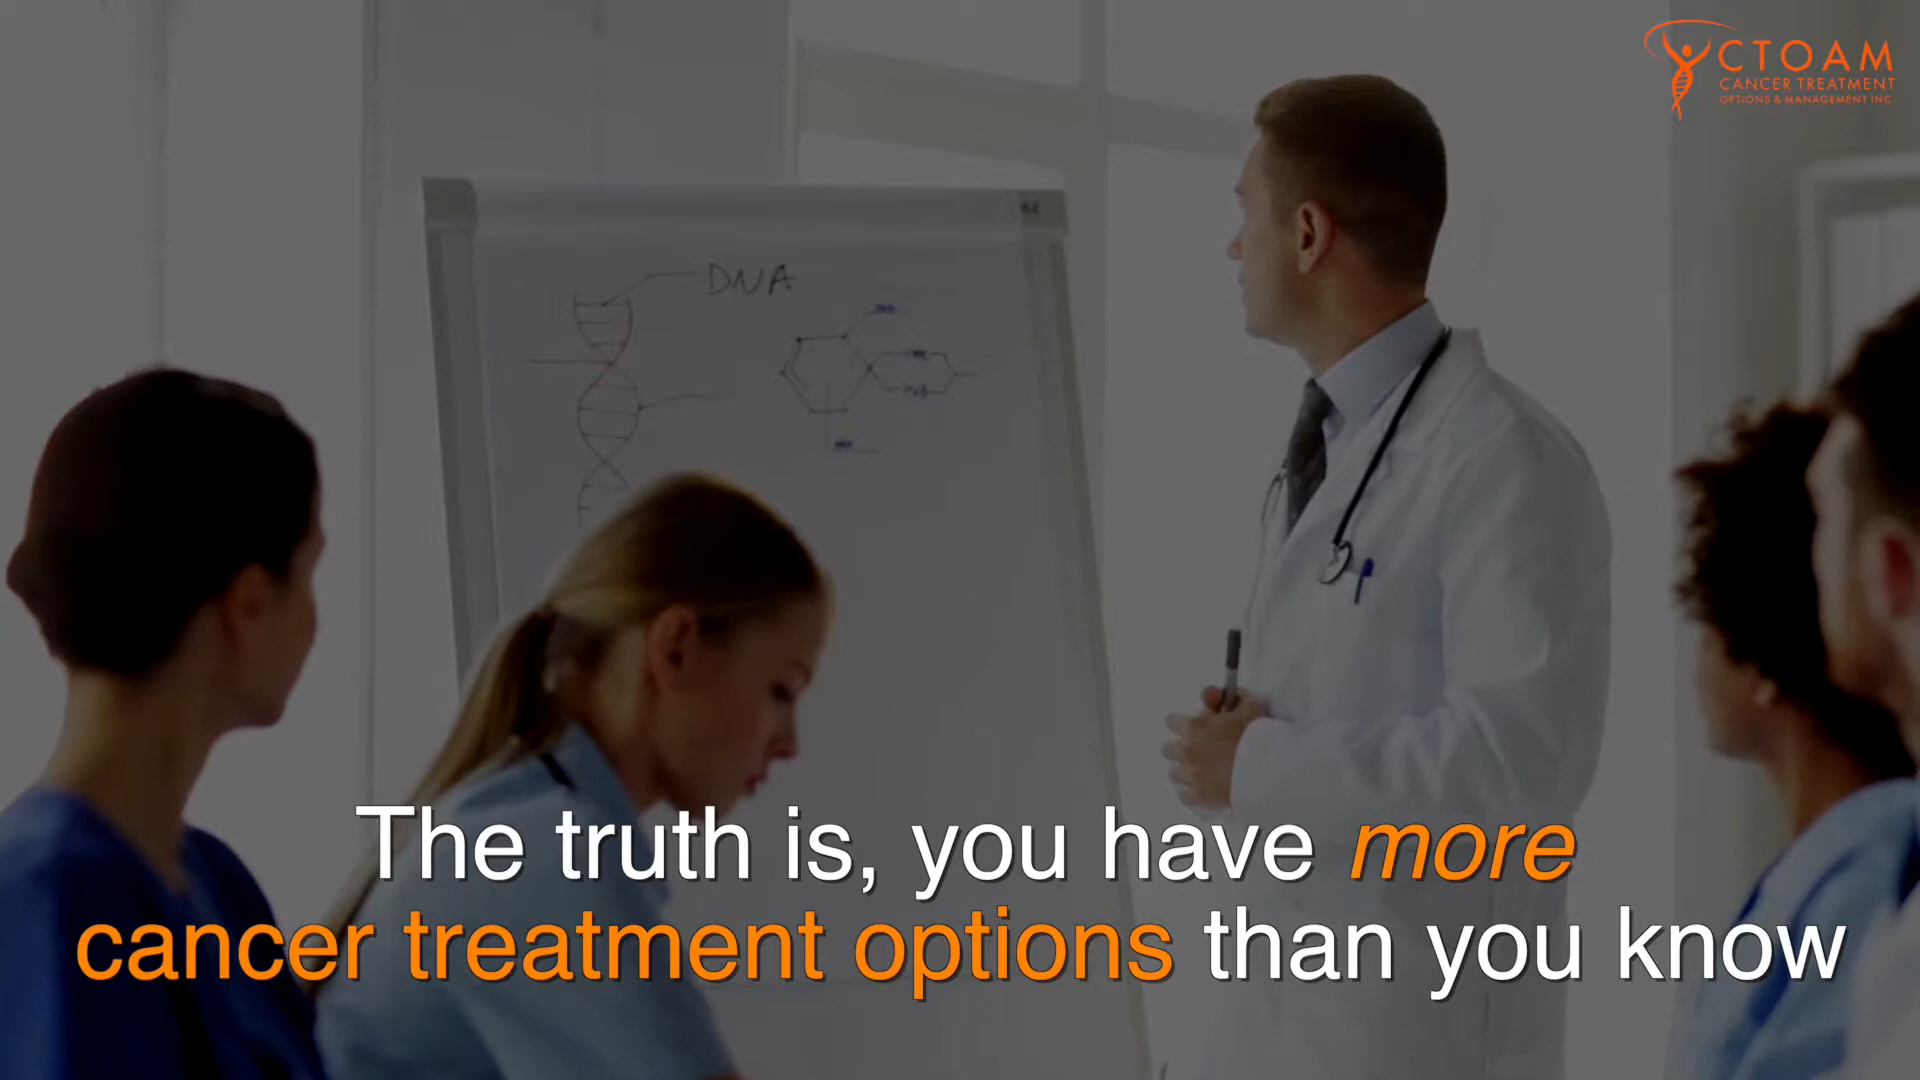 CTOAM
CANCER TREATMENT
OPTIONS & MANAGEMENT INC.
DNA
The truth is, you have more
cancer treatment options than you know